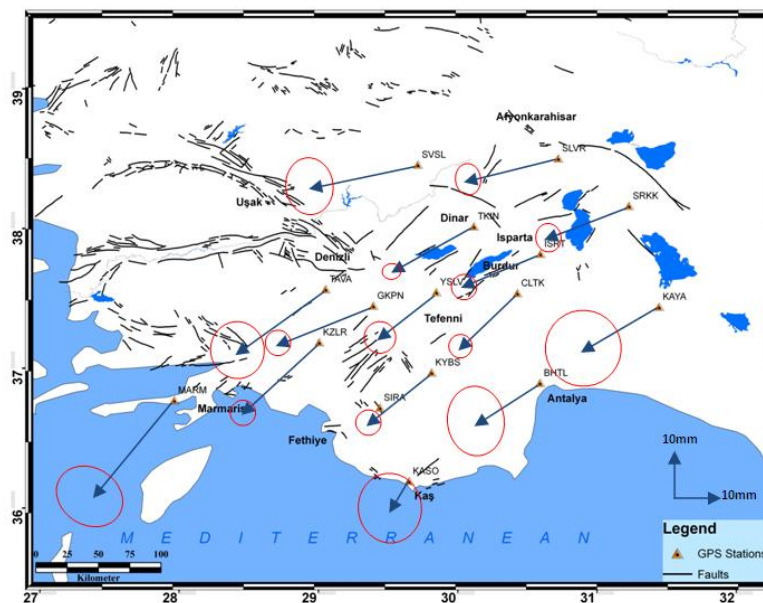 39
38
37
36
Afyonkarahisar
SVSL
SLVR
Uşak
SRKK
Dinar
TKIN
Isparta
ISRT
Denizli
Burdur
TAVA
YSLV
CLTK
GKPN
KAYA
Tefenni
KZLR
KYBS
BHTL
MARM
SIRA
Marmaris
Antalya
Fethiye
10mm
KASO
Kaş
10mm
MEDITERRANEAN
Legend
GPS Stations
Faults
0 25 50 75 100
Kilometer
27 28 29 30 31 32